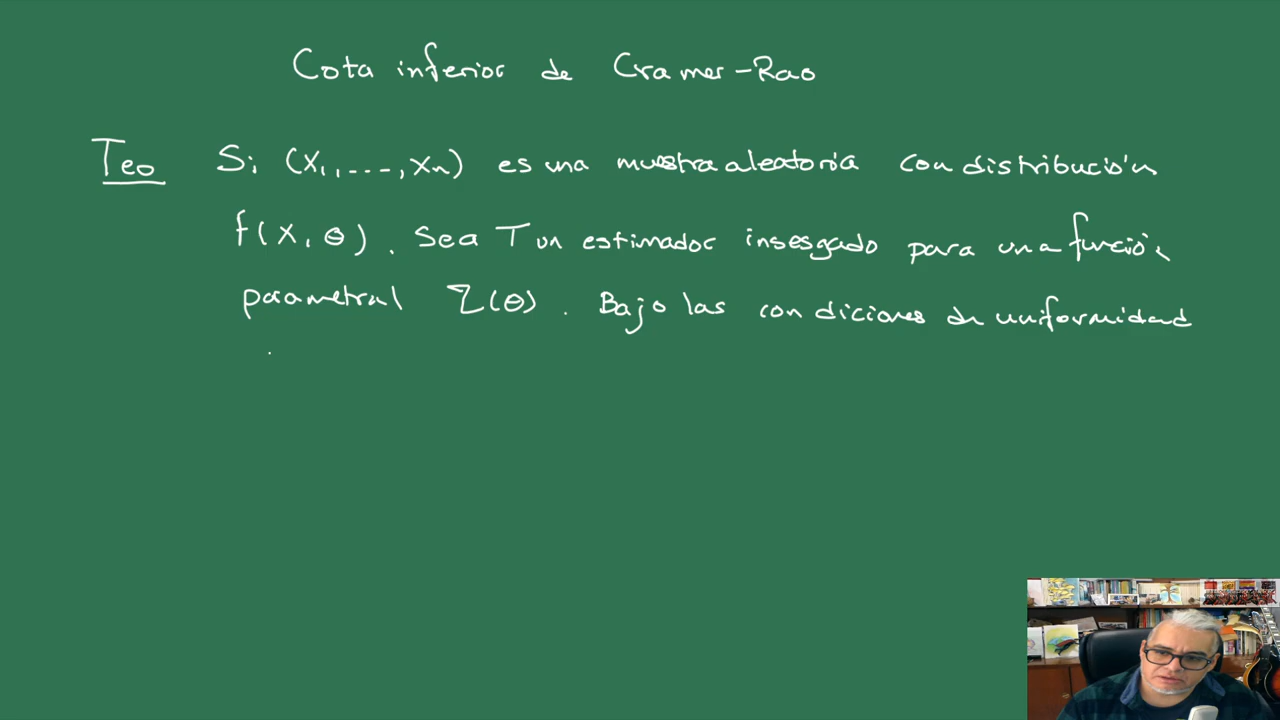 Cota inferior de Cramer-Rao
Teo Si (X₁,...,Xₙ) es una muestra aleatoria con distribución
f(X,θ). Sea T un estimador insesgado para una función
parametral τ(θ). Bajo las condiciones de uniformidad